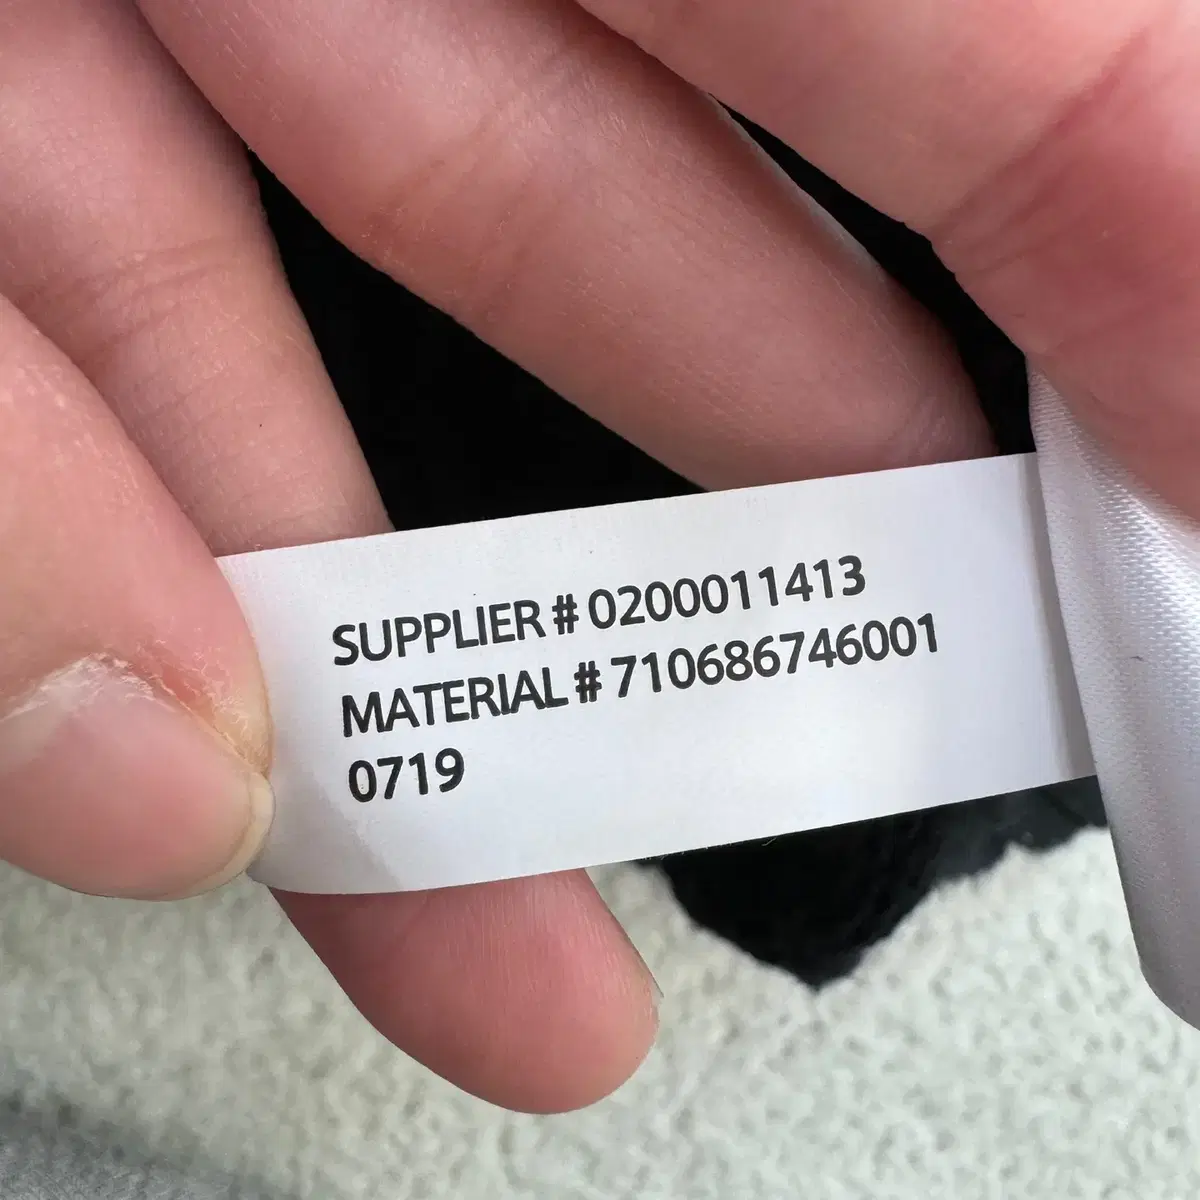 SUPPLIER # 0200011413
MATERIAL # 710686746001
0719